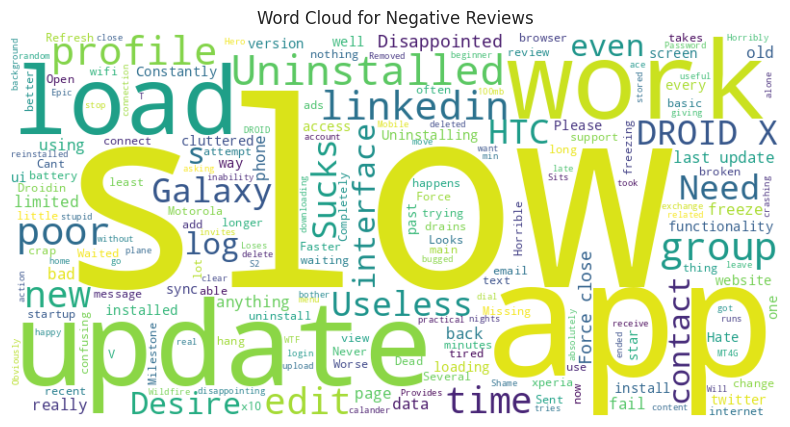 Word Cloud for Negative Reviews
slow
app
update
work
load
time
Uninstalled
profile
linkedin
Sucks
interface
Galaxy
HTC
DROID X
Need
group
contact
poor
new
log
s
Useless
edit
Desire
even
Disappointed
version
well
browser
takes
Password
Horribly
Refresh
close
Hero
beginner
nothing
Removed
review
screen
old
background
random
wifi
Constantly
Open
Epic
stop
connection
T
better
often
100mb
ads
every
basic
stored
ace
useful
giving
alone
using
connect
cluttered
phone
access
Uninstalling
Please
support
freezing
DROID
Mobile
deleted
account
move
want
min
long
late
Sits
took
broken
last update
exchange
related
freeze
crashing
reinstalled
Cant
attempt
way
ui
battery
asking
inability
downloading
Completely
happens
Force
past
trying
drains
Looks
main
bugged
Horrible
functionality
thing
leave
website
limited
Droidin
least
little
stupid
Motorola
add
longer
Faster
waiting
crap
Waited
invites
lot
Loses
delete
S2
bad
home
without
plane
go
sync
able
clear
email
text
Missing
Force close
absolutely
star
got
runs
one
action
message
anything
bother
dial
practical
nights
receive
Hate
MT4G
startup
installed
uninstall
back
minutes
tired
ended
Will
change
happy
confusing
V
Milestone
real
hang
WTF
view
Never
Dead
loading
use
install
twitter
Obviously
recent
Wildfire
login
upload
Worse
Several
Shame
xperia
now
fail
internet
really
disappointing
x10
calander
page
data
Provides
Sent
tries
content